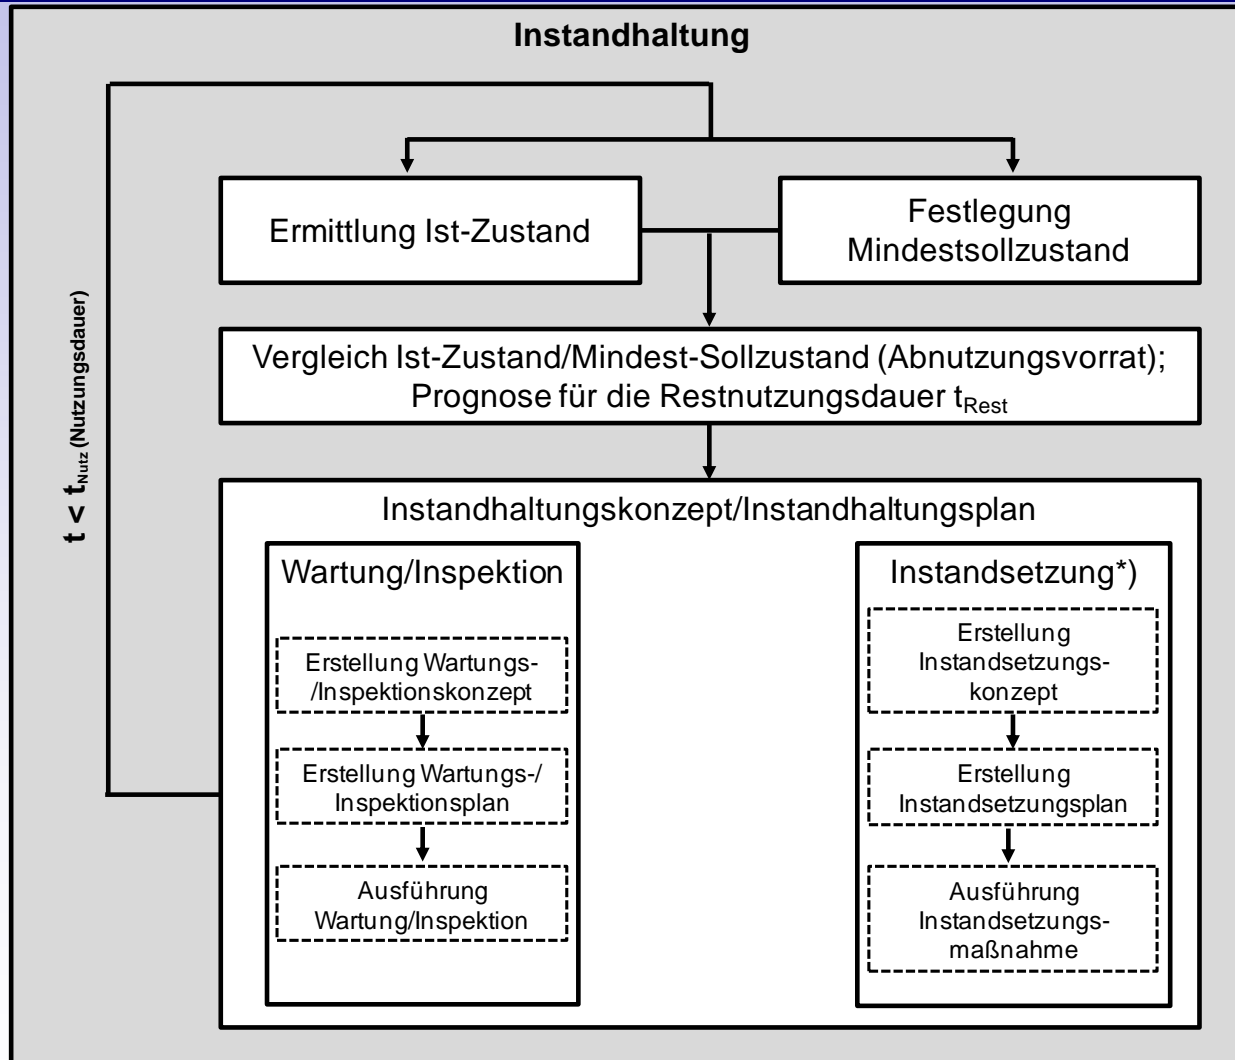 Instandhaltung
Ermittlung Ist-Zustand
Festlegung
Mindestsollzustand
t < tNutz (Nutzungsdauer)
Vergleich Ist-Zustand/Mindest-Sollzustand (Abnutzungsvorrat);
Prognose für die Restnutzungsdauer tRest
Instandhaltungskonzept/Instandhaltungsplan
Wartung/Inspektion
Erstellung Wartungs-
/Inspektionskonzept
Erstellung Wartungs-/
Inspektionsplan
Ausführung
Wartung/Inspektion
Instandsetzung*)
Erstellung
Instandsetzungs-
konzept
Erstellung
Instandsetzungsplan
Ausführung
Instandsetzungs-
maßnahme